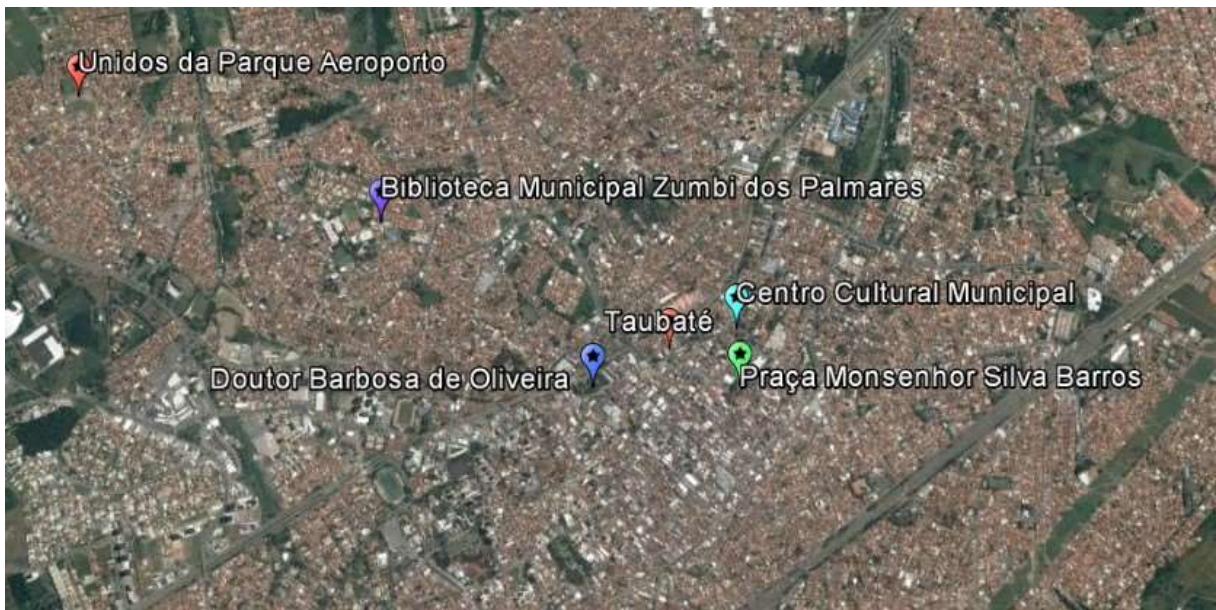 Unidos da Parque Aeroporto
Biblioteca Municipal Zumbi dos Palmares
Centro Cultural Municipal
Taubaté
Doutor Barbosa de Oliveira
Praça Monsenhor Silva Barros